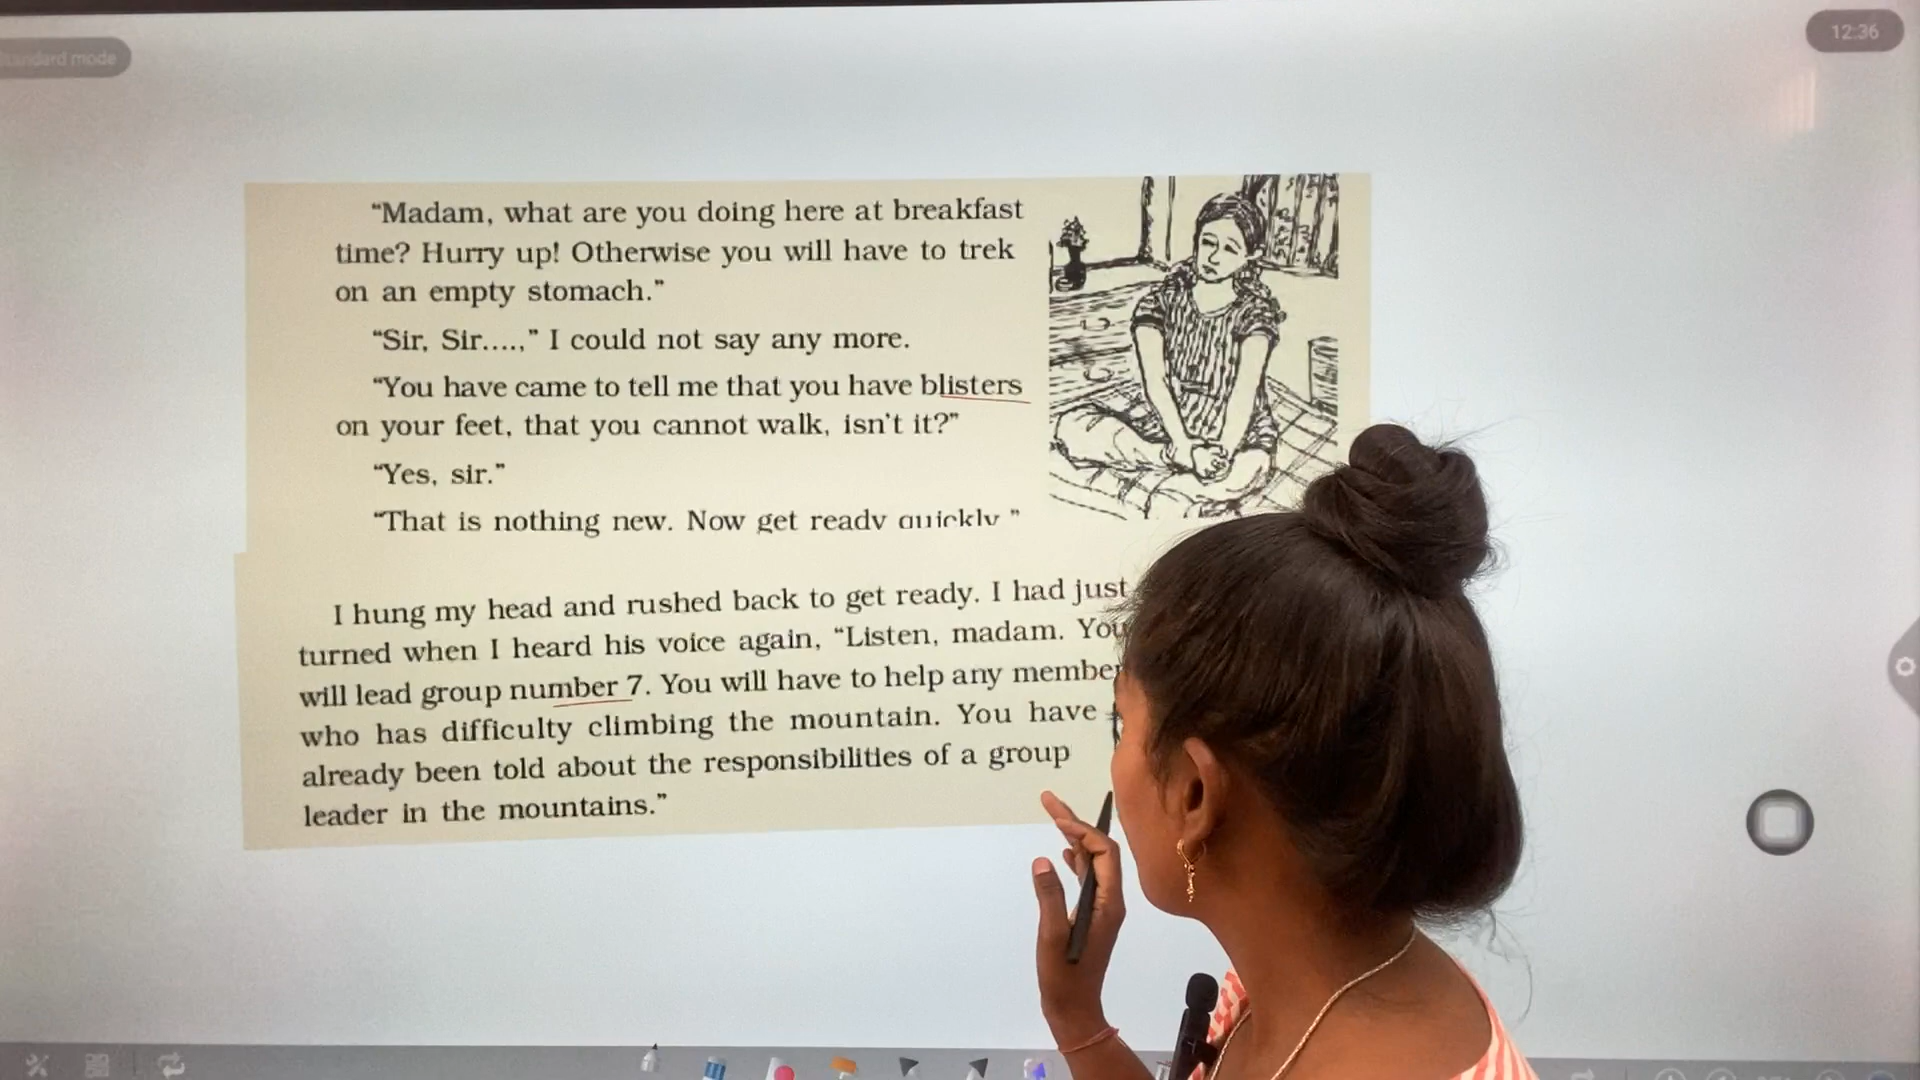 Standard mode
12:36
“Madam, what are you doing here at breakfast
time? Hurry up! Otherwise you will have to trek
on an empty stomach.”
“Sir, Sir....,” I could not say any more.
“You have came to tell me that you have blisters
on your feet, that you cannot walk, isn’t it?”
“Yes, sir.”
“That is nothing new. Now get ready quickly ”
I hung my head and rushed back to get ready. I had just
turned when I heard his voice again, “Listen, madam. You
will lead group number 7. You will have to help any member
who has difficulty climbing the mountain. You have
already been told about the responsibilities of a group
leader in the mountains.”